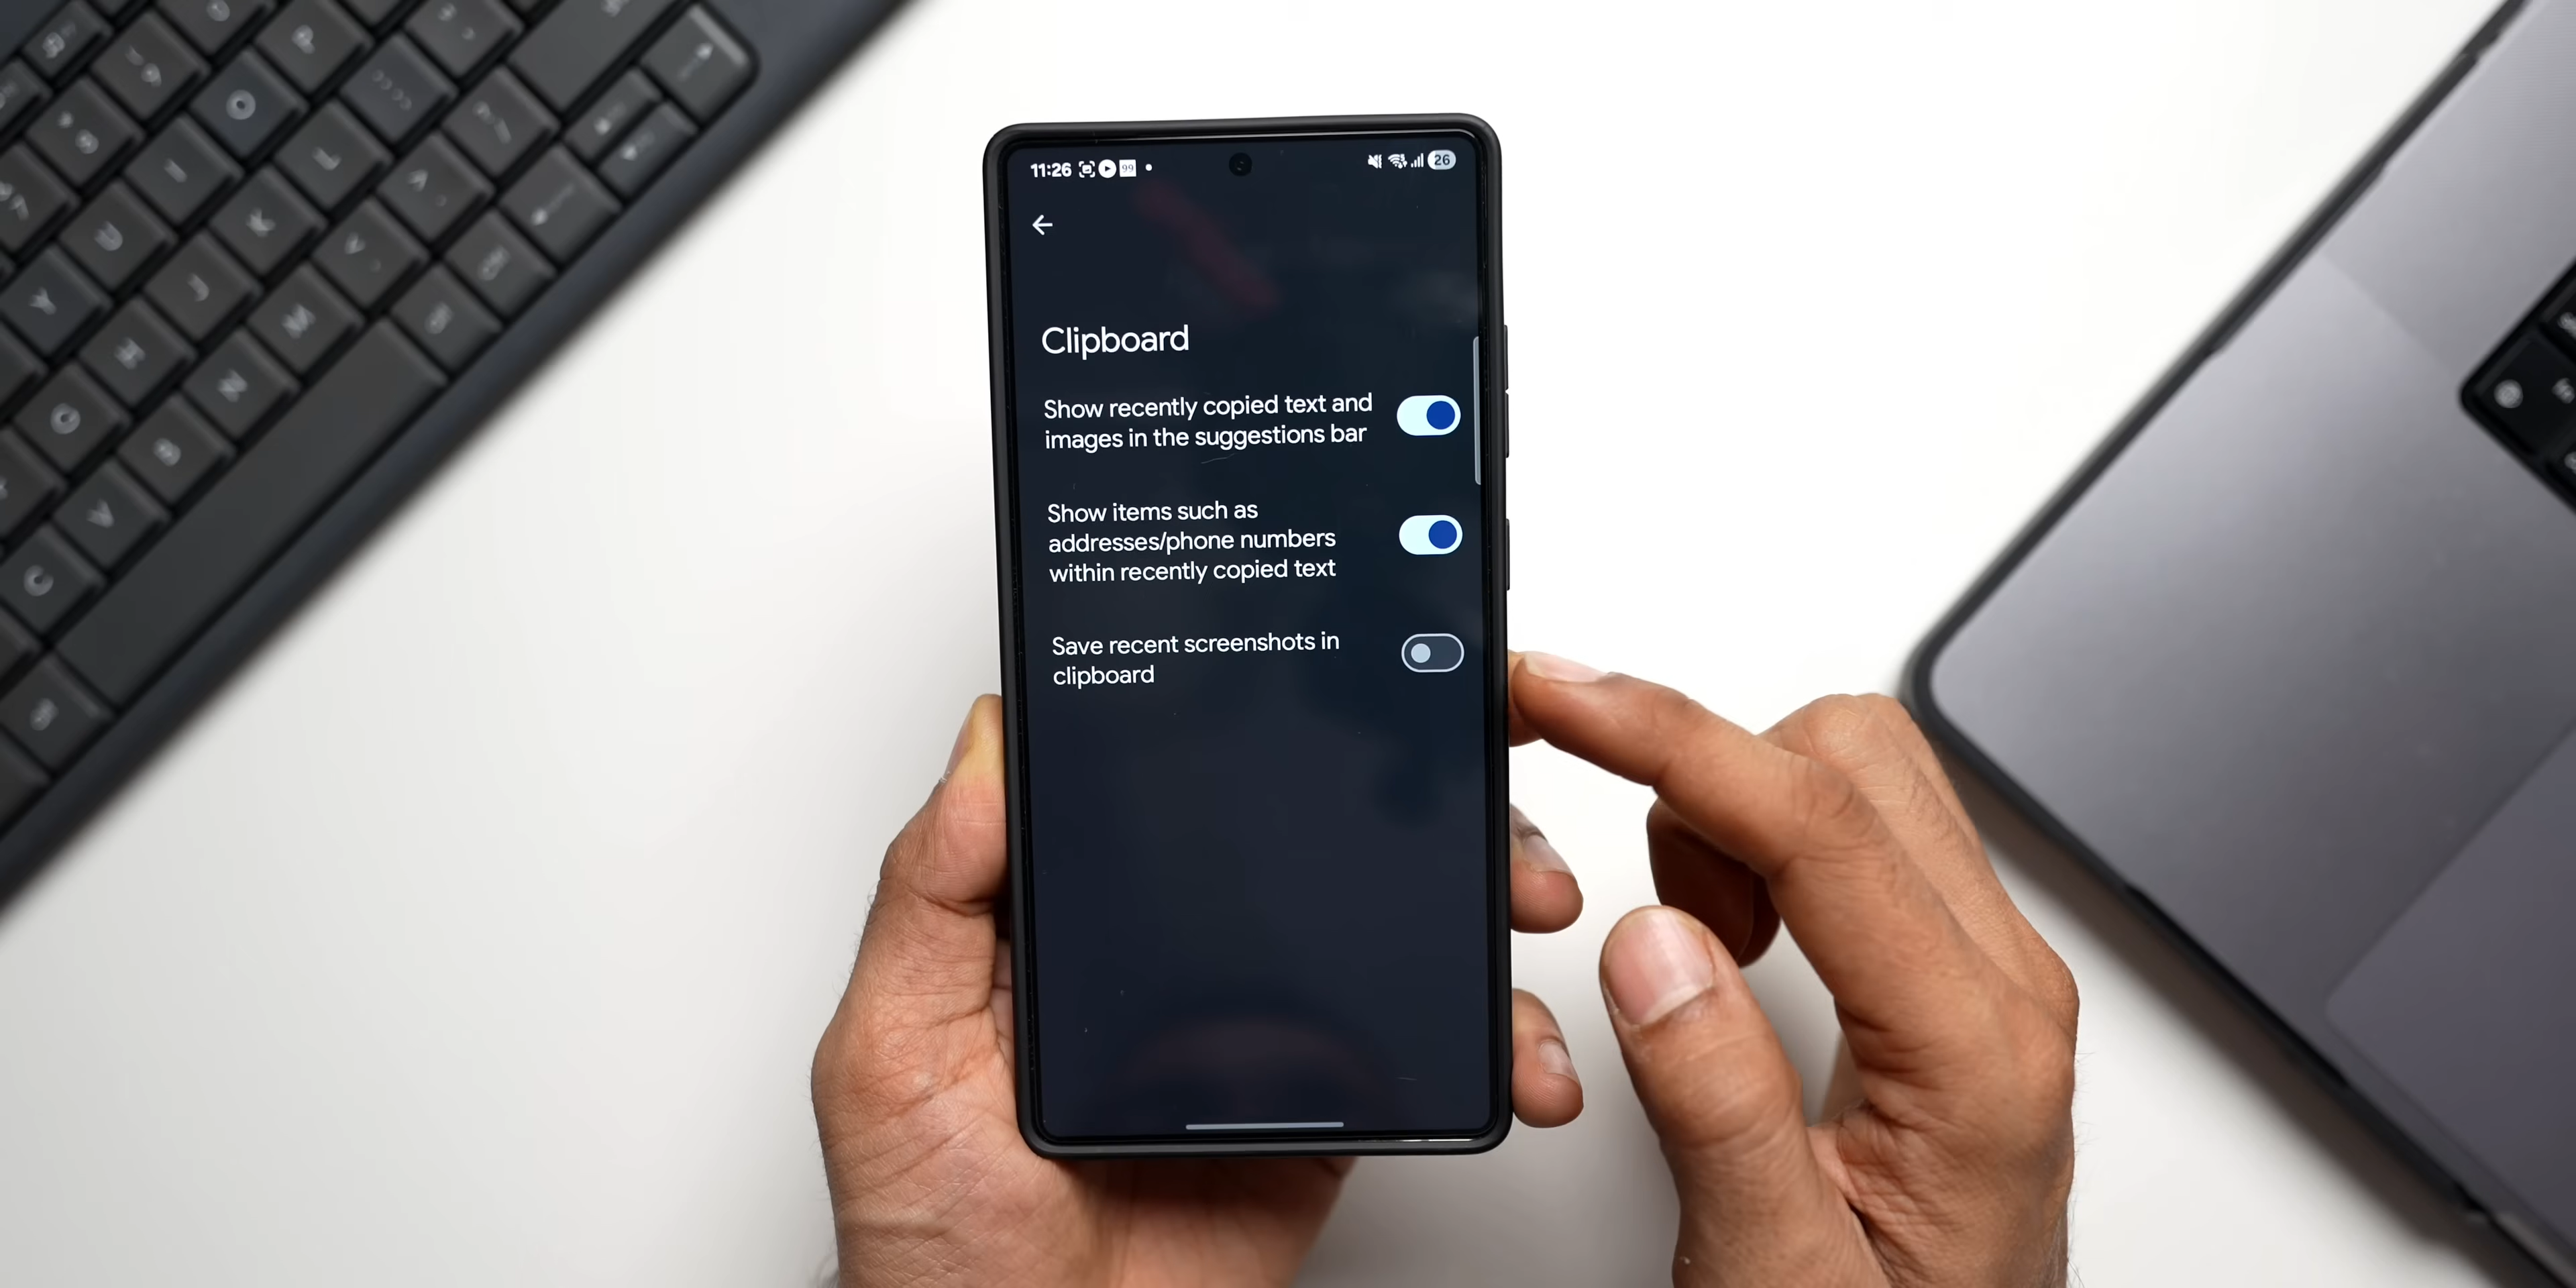 11:26 99 26
Clipboard
Show recently copied text and
images in the suggestions bar
Show items such as
addresses/phone numbers
within recently copied text
Save recent screenshots in
clipboard